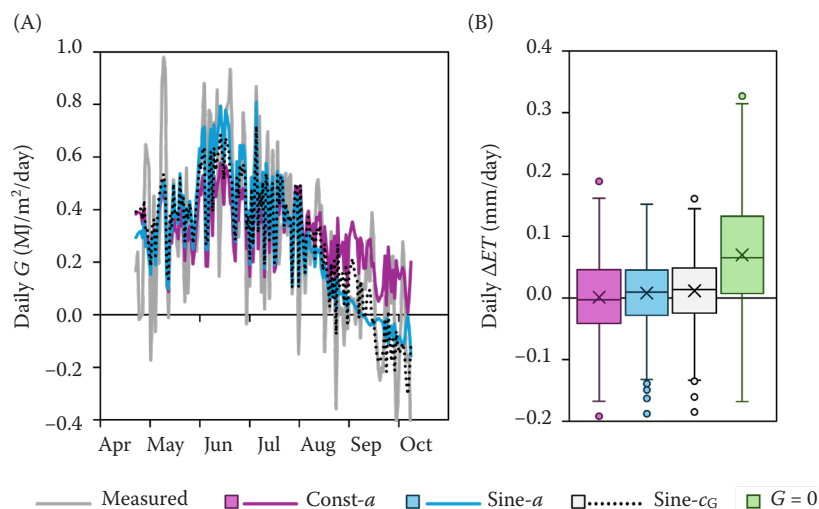 (A)
Daily G (MJ/m²/day)
1.0
0.8
0.6
0.4
0.2
0.0
−0.2
−0.4
Apr May Jun Jul Aug Sep Oct
(B)
Daily ΔET (mm/day)
0.4
0.3
0.2
0.1
0.0
−0.1
−0.2
Measured Const-a Sine-a Sine-cG G = 0